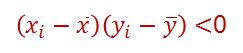 (xᵢ − ẋ)(yᵢ − ȳ) <0